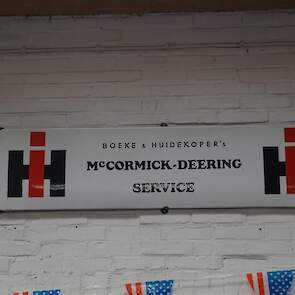 BOEKE & HUIDEKOPER's
McCORMICK-DEERING
SERVICE